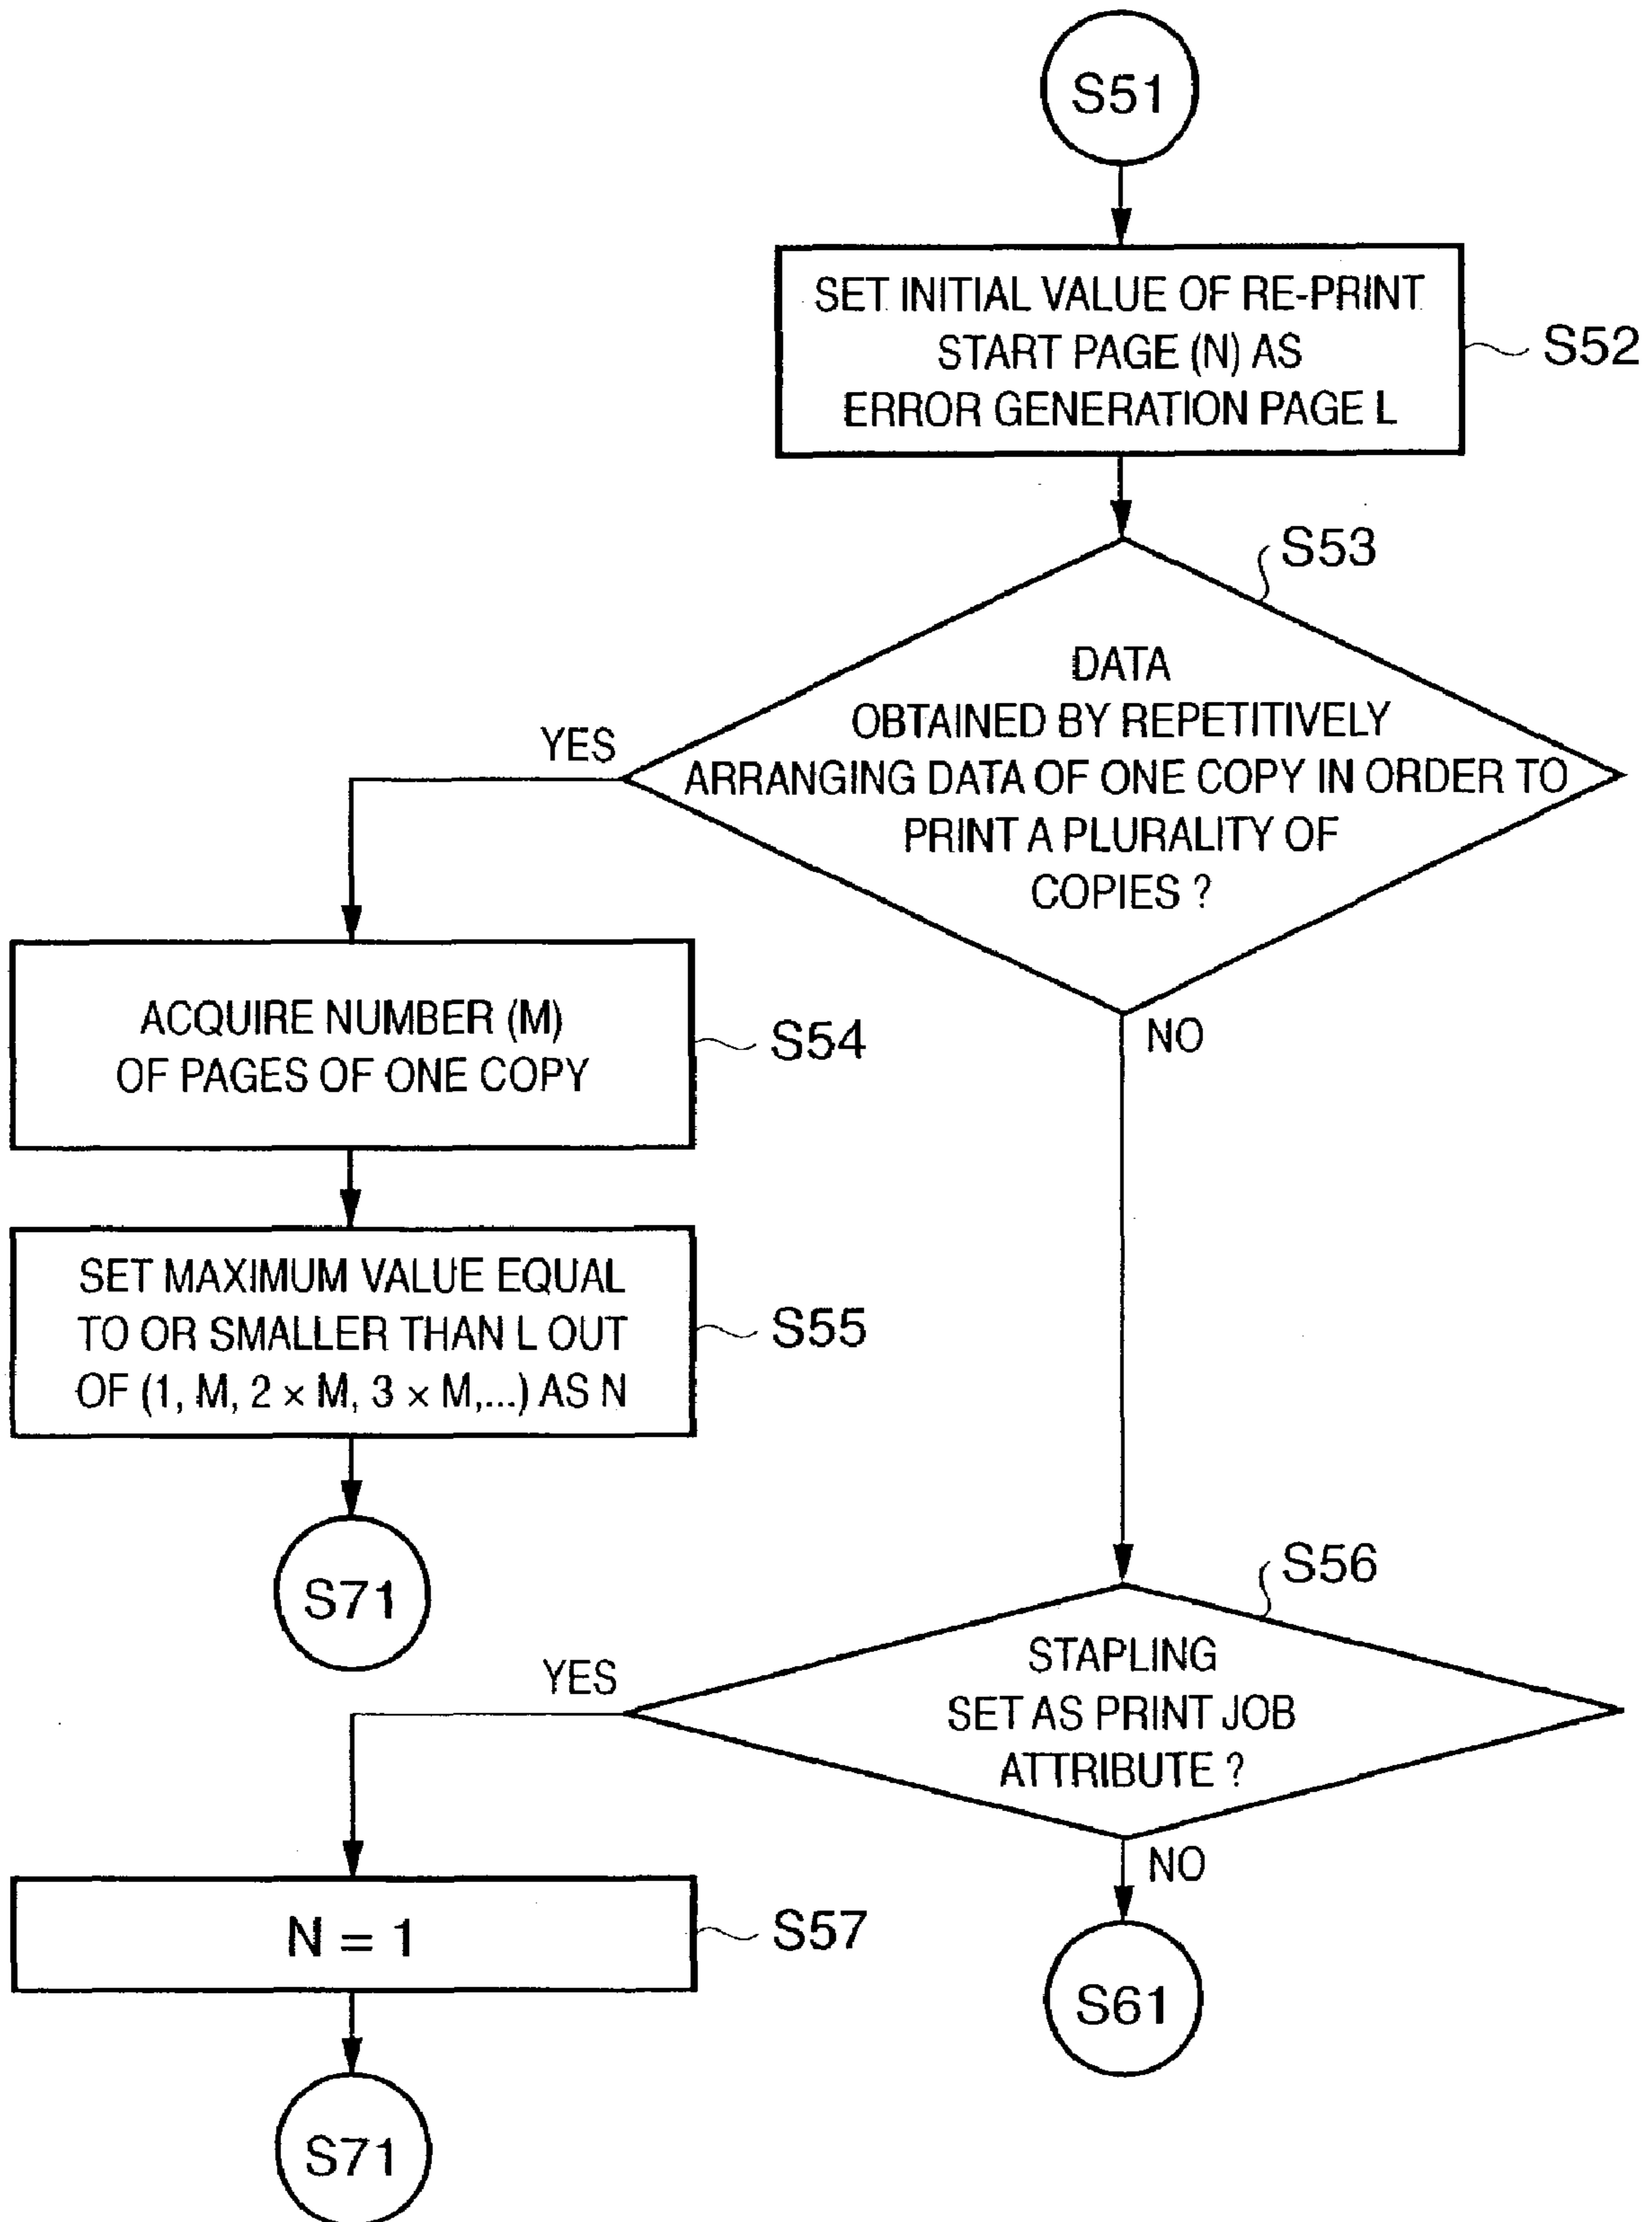 S51
SET INITIAL VALUE OF RE-PRINT
START PAGE (N) AS
ERROR GENERATION PAGE L
S52
S53
DATA
OBTAINED BY REPETITIVELY
ARRANGING DATA OF ONE COPY IN ORDER TO
PRINT A PLURALITY OF
COPIES ?
YES
NO
ACQUIRE NUMBER (M)
OF PAGES OF ONE COPY
S54
SET MAXIMUM VALUE EQUAL
TO OR SMALLER THAN L OUT
OF (1, M, 2 × M, 3 × M,...) AS N
S55
S71
S56
STAPLING
SET AS PRINT JOB
ATTRIBUTE ?
YES
NO
N = 1
S57
S61
S71